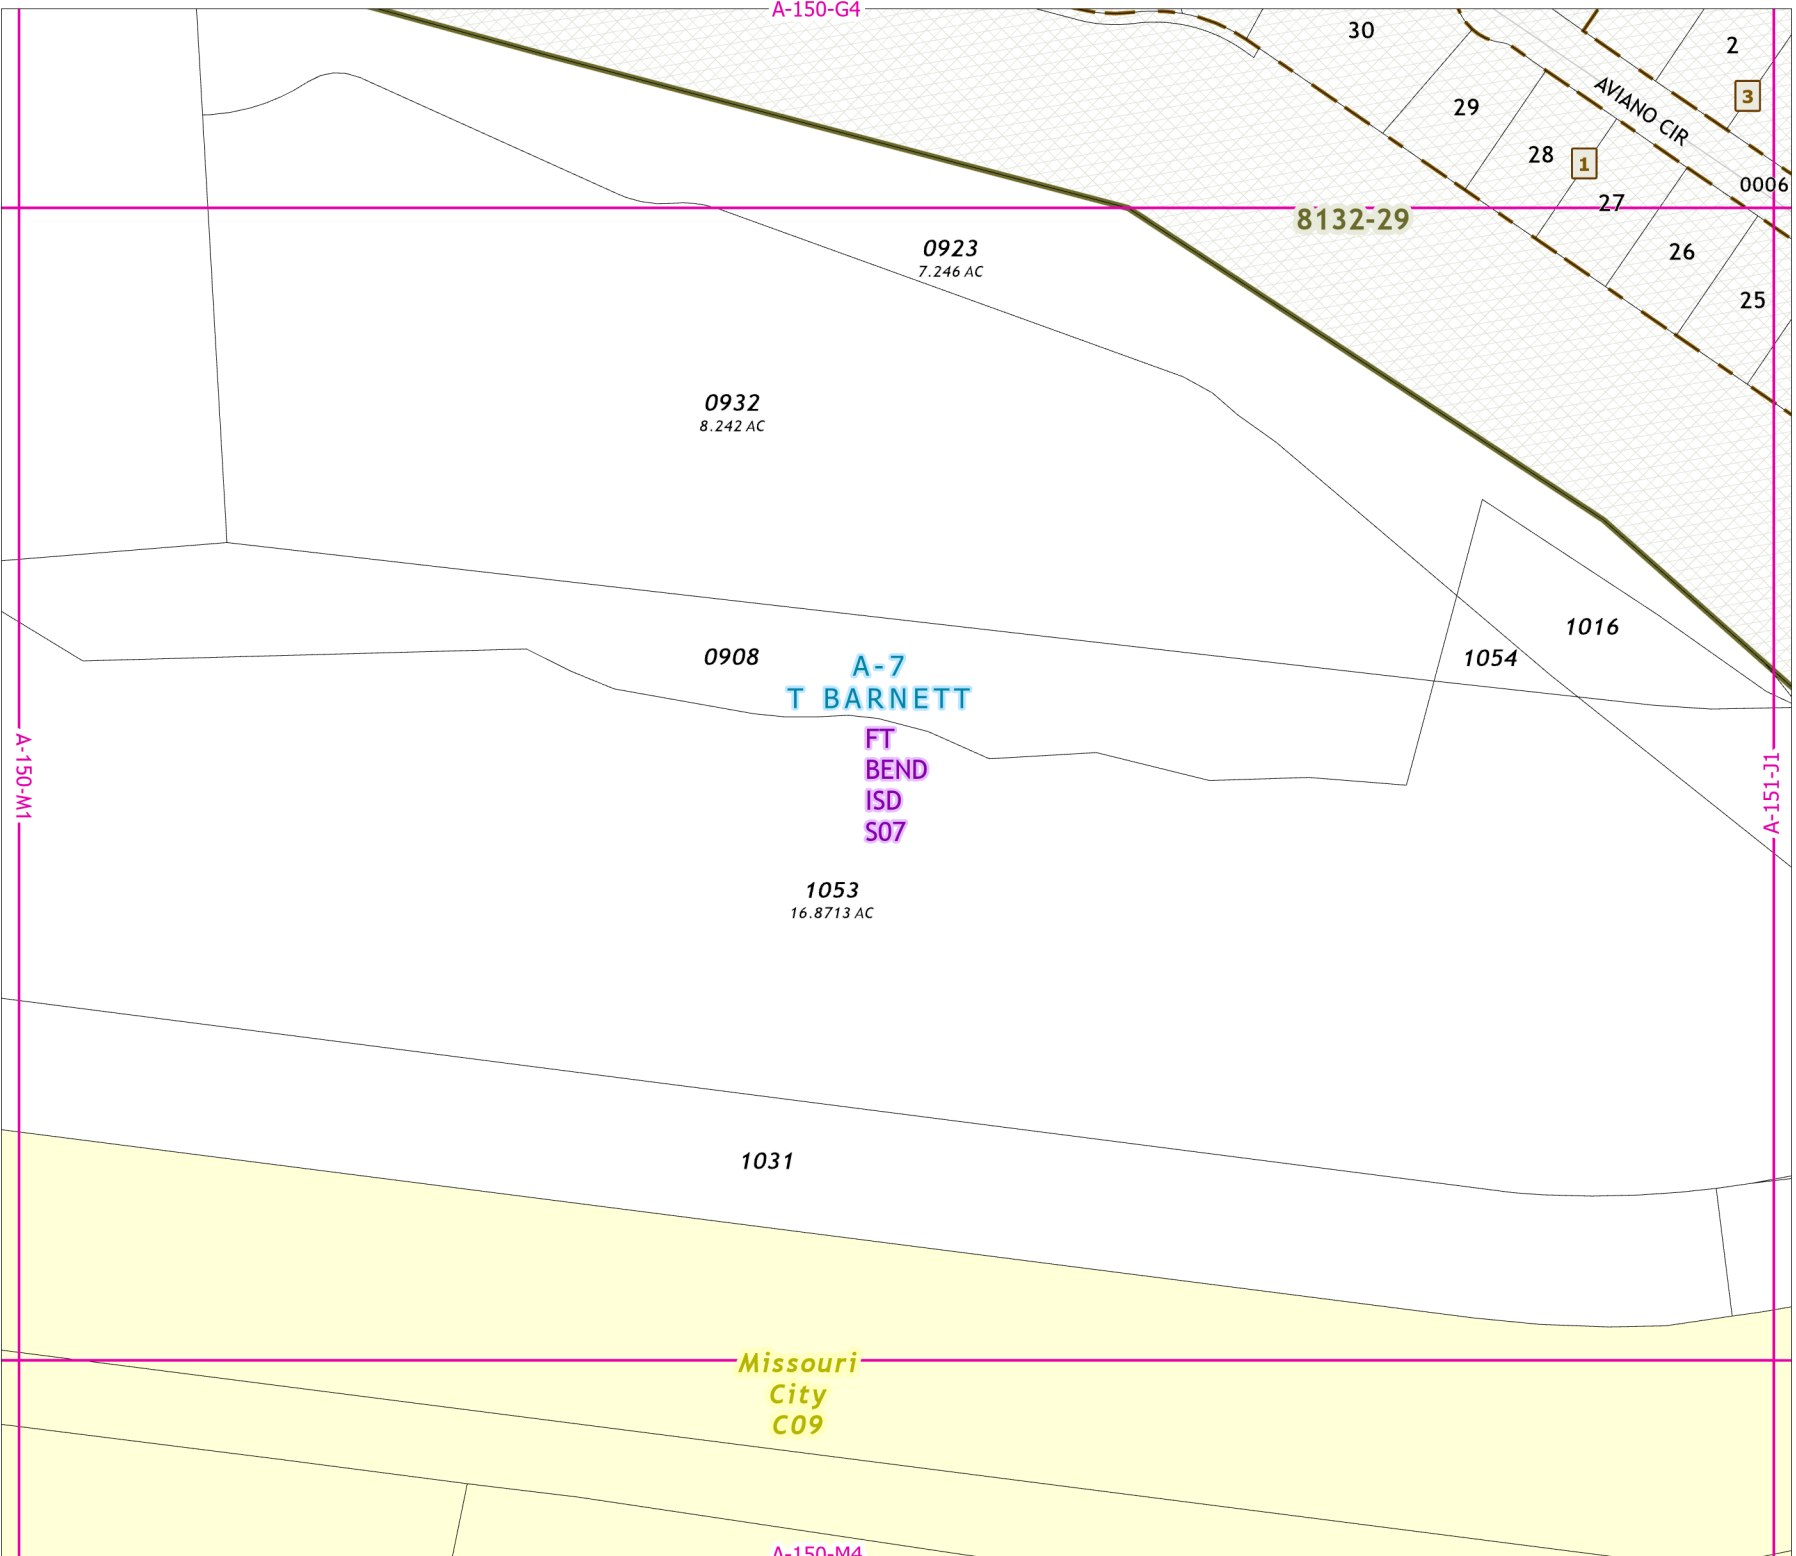 A-150-G4
30
2
3
29
AVIANO CIR
28
1
0006
27
8132-29
26
25
0923
7.246 AC
0932
8.242 AC
1016
0908
1054
A-7
T BARNETT
FT
BEND
ISD
S07
A-150-M1
A-151-J1
1053
16.8713 AC
1031
Missouri
City
C09
A-150-M4